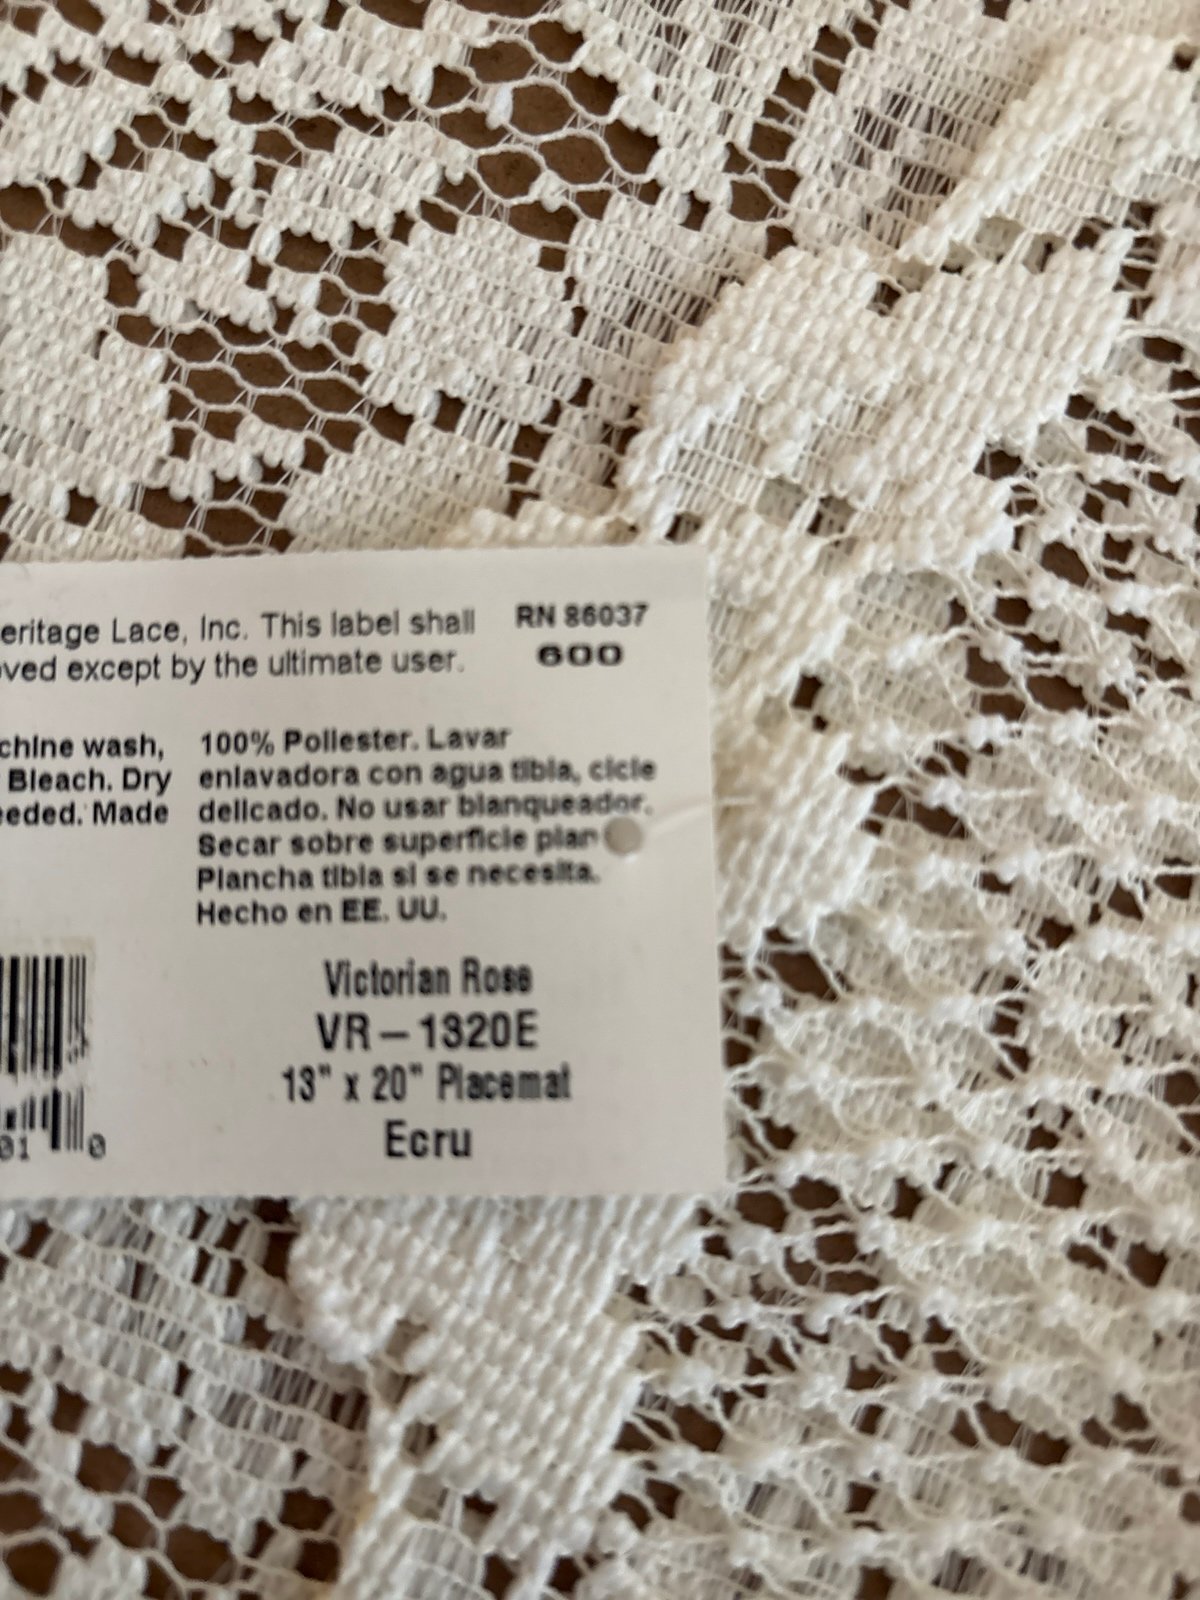 eritage Lace, Inc. This label shall
oved except by the ultimate user.
RN 86037
600
chine wash,
Bleach. Dry
eeded. Made
100% Poliester. Lavar
enlavadora con agua tibia, cicle
delicado. No usar blanqueador.
Secar sobre superficie plan
Plancha tibia si se necesita.
Hecho en EE. UU.
Victorian Rose
VR – 1320E
13" x 20" Placemat
Ecru
01 0